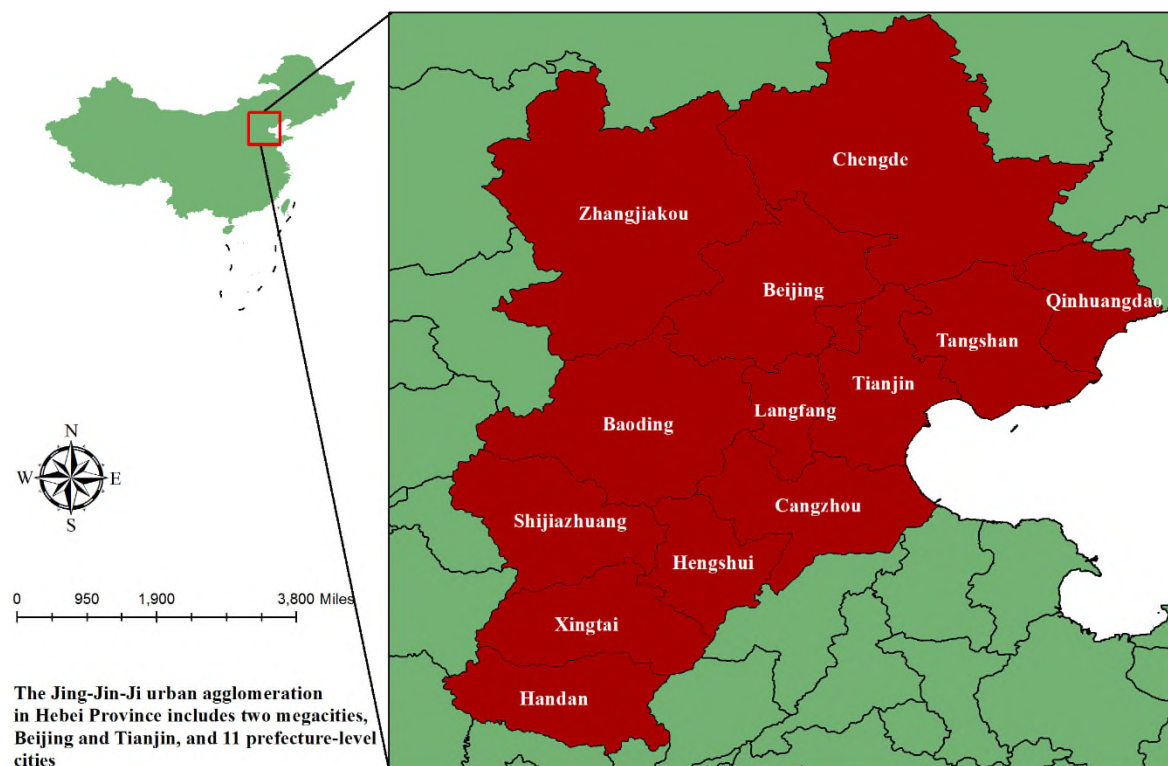 Chengde
Zhangjiakou
Beijing
Qinhuangdao
Tangshan
Tianjin
Langfang
Baoding
Cangzhou
Shijiazhuang
Hengshui
Xingtai
Handan
N
W E
S
0 950 1,900 3,800 Miles
The Jing-Jin-Ji urban agglomeration
in Hebei Province includes two megacities,
Beijing and Tianjin, and 11 prefecture-level
cities